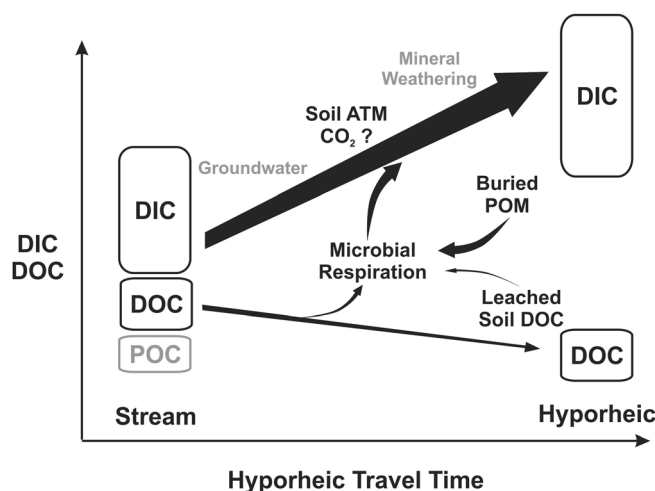 Mineral
Weathering
Soil ATM
CO₂ ?
Groundwater
DIC
DIC
Buried
POM
DIC
DOC
Microbial
Respiration
DOC
Leached
Soil DOC
POC
DOC
Stream
Hyporheic
Hyporheic Travel Time